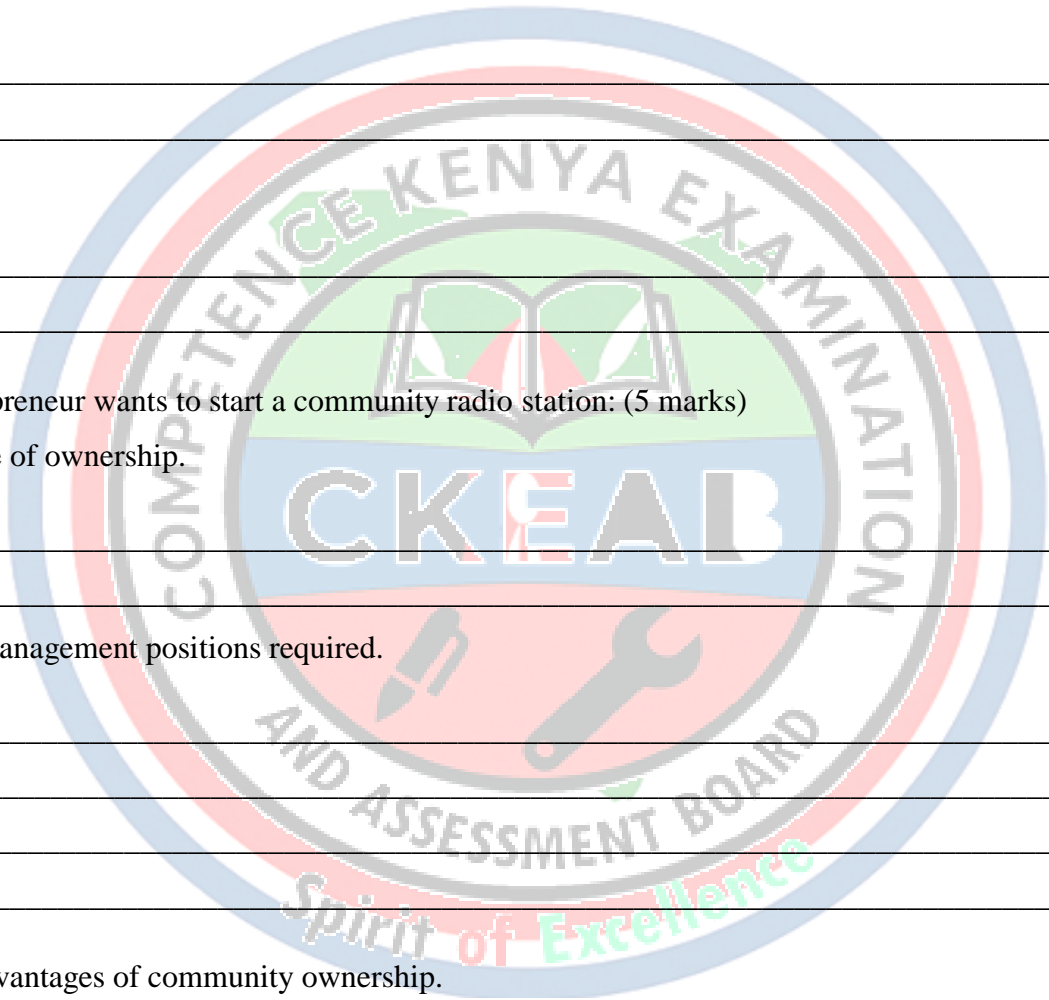 COMPETENCE KENYA EXAMINATION
preneur wants to start a community radio station: (5 marks)
e of ownership.
CKEAB
anagement positions required.
AND ASSESSMENT BOARD
Spirit of Excellence
vantages of community ownership.